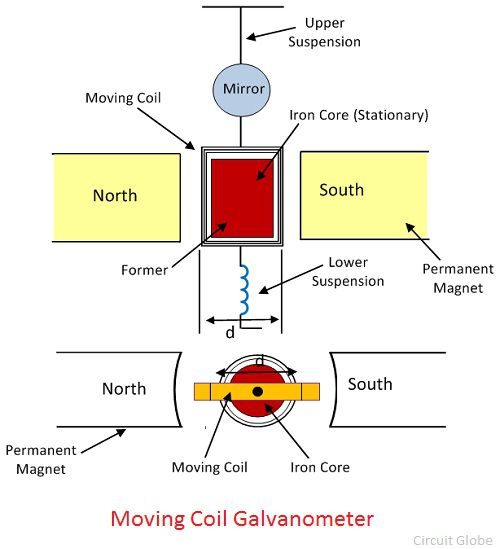 Upper
Suspension
Mirror
Moving Coil
Iron Core (Stationary)
North
South
Former
Lower
Suspension
Permanent
Magnet
d
d
North
South
Permanent
Magnet
Moving Coil
Iron Core
Moving Coil Galvanometer
Circuit Globe